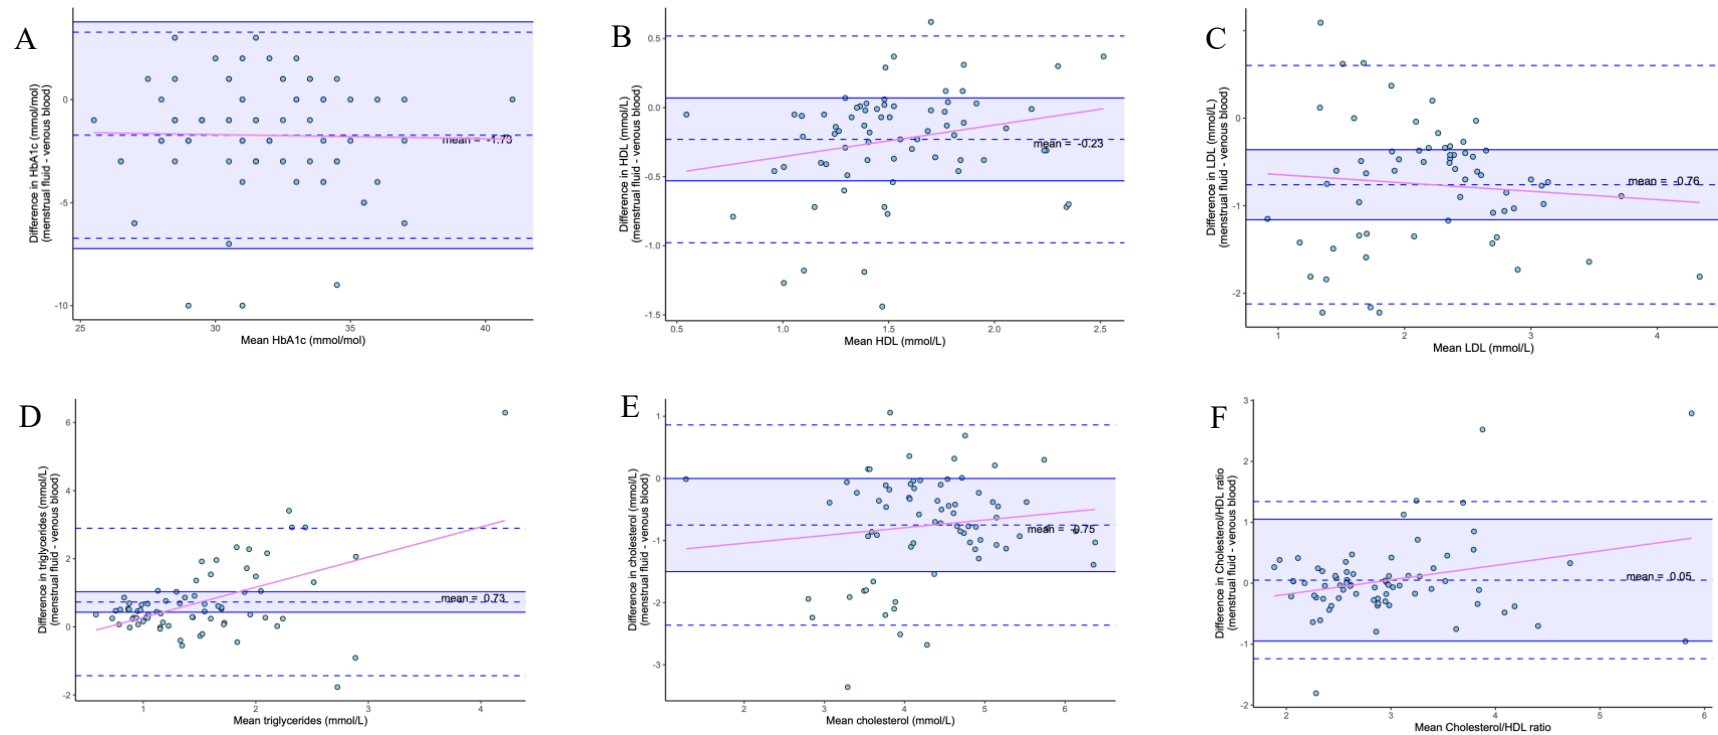 A
Difference in HbA1c (mmol/mol)
(menstrual fluid - venous blood)
0
-5
-10
mean = -1.73
25 30 35 40
Mean HbA1c (mmol/mol)
B
Difference in HDL (mmol/L)
(menstrual fluid - venous blood)
0.5
0.0
-0.5
-1.0
-1.5
mean = -0.23
0.5 1.0 1.5 2.0 2.5
Mean HDL (mmol/L)
C
Difference in LDL (mmol/L)
(menstrual fluid - venous blood)
0
-1
-2
mean = -0.76
1 2 3 4
Mean LDL (mmol/L)
D
Difference in triglycerides (mmol/L)
(menstrual fluid - venous blood)
6
4
2
0
-2
mean = 0.73
1 2 3 4
Mean triglycerides (mmol/L)
E
Difference in cholesterol (mmol/L)
(menstrual fluid - venous blood)
1
0
-1
-2
-3
mean = -0.75
2 3 4 5 6
Mean cholesterol (mmol/L)
F
Difference in Cholesterol/HDL ratio
(menstrual fluid - venous blood)
3
2
1
0
-1
-2
mean = 0.05
2 3 4 5 6
Mean Cholesterol/HDL ratio